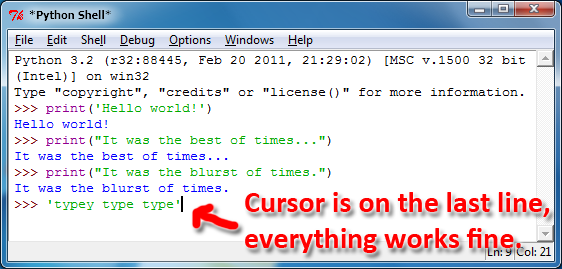 *Python Shell*
File Edit Shell Debug Options Windows Help
Python 3.2 (r32:88445, Feb 20 2011, 21:29:02) [MSC v.1500 32 bit
(Intel)] on win32
Type "copyright", "credits" or "license()" for more information.
>>> print('Hello world!')
Hello world!
>>> print("It was the best of times...")
It was the best of times...
>>> print("It was the blurst of times.")
It was the blurst of times.
>>> 'typey type type'
Cursor is on the last line,
everything works fine.
Ln: 9 Col: 21